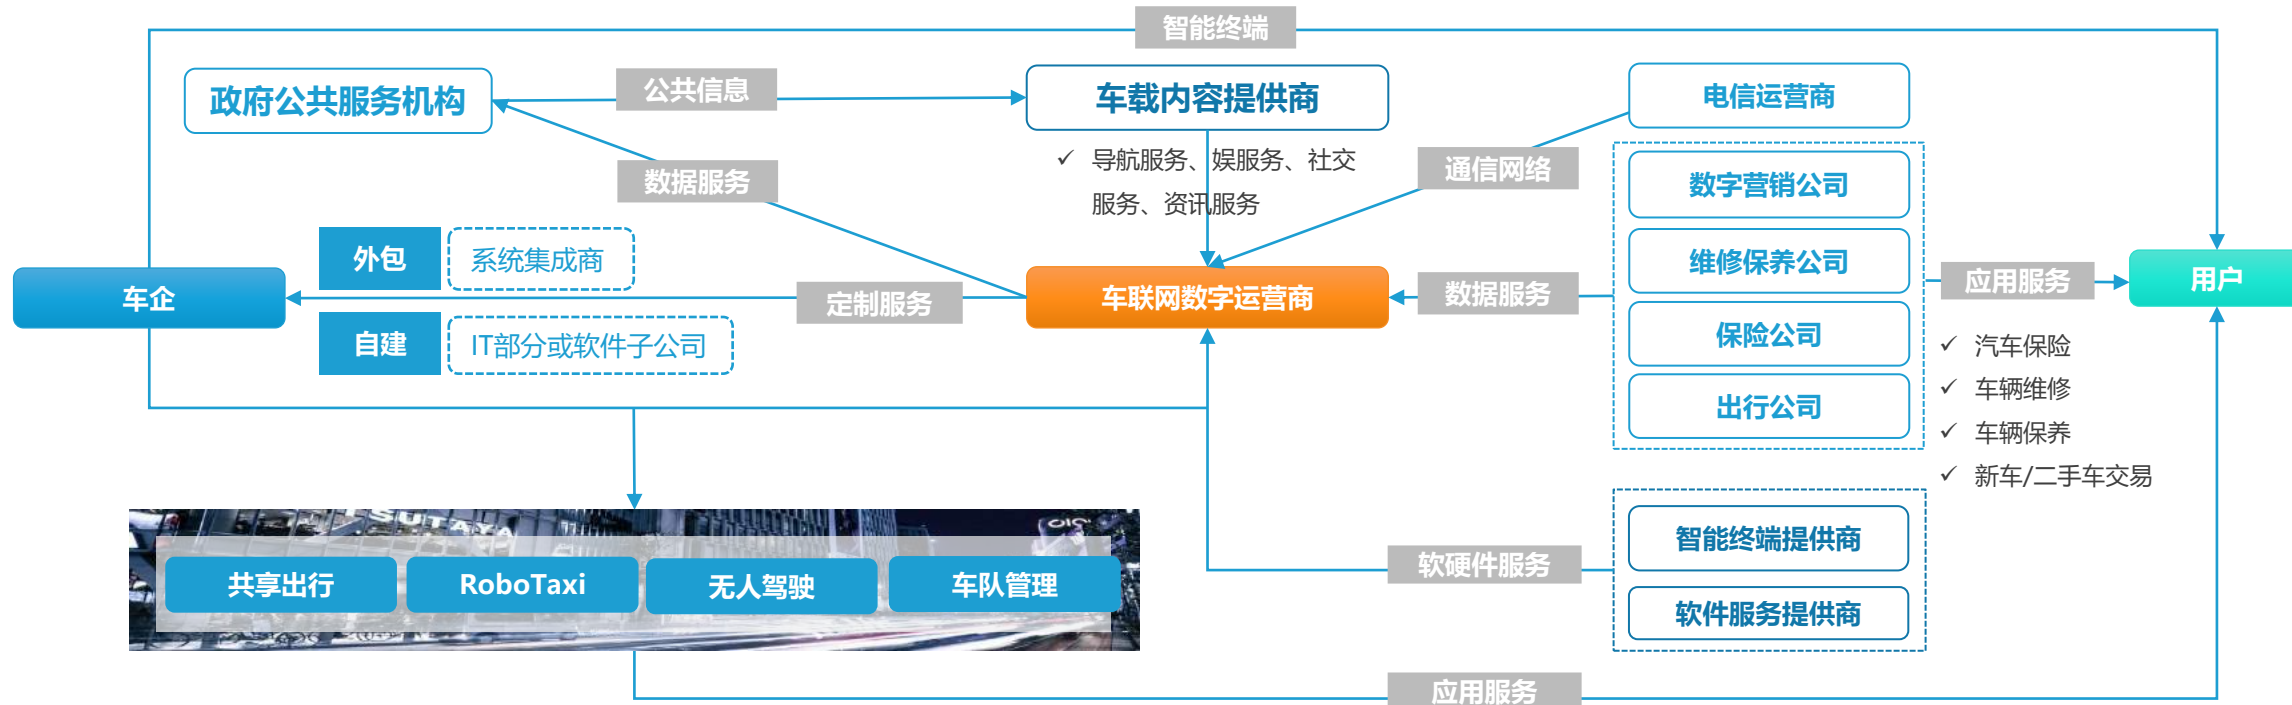 智能终端
政府公共服务机构
公共信息
车载内容提供商
电信运营商
导航服务、娱服务、社交
服务、资讯服务
通信网络
数据服务
数字营销公司
外包
系统集成商
维修保养公司
车企
定制服务
车联网数字运营商
数据服务
应用服务
用户
自建
IT部分或软件子公司
保险公司
出行公司
汽车保险
车辆维修
车辆保养
新车/二手车交易
TSUTAYA
OIOI
共享出行
RoboTaxi
无人驾驶
车队管理
软硬件服务
智能终端提供商
软件服务提供商
应用服务